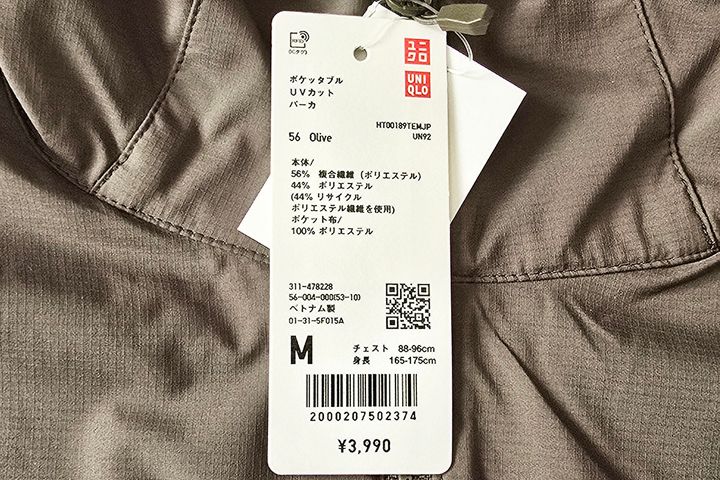 RFID
ユニ
クロ
UNI
QLO
ポケッタブル
UVカット
パーカ
HT00189TEMJP
56 Olive
UN92
本体/
56% 複合繊維 (ポリエステル)
44% ポリエステル
(44% リサイクル
ポリエステル繊維を使用)
ポケット布/
100% ポリエステル
311-478228
56-004-000(53-10)
ベトナム製
01-31-5F015A
M
チェスト 88-96cm
身長 165-175cm
2000207502374
¥3,990